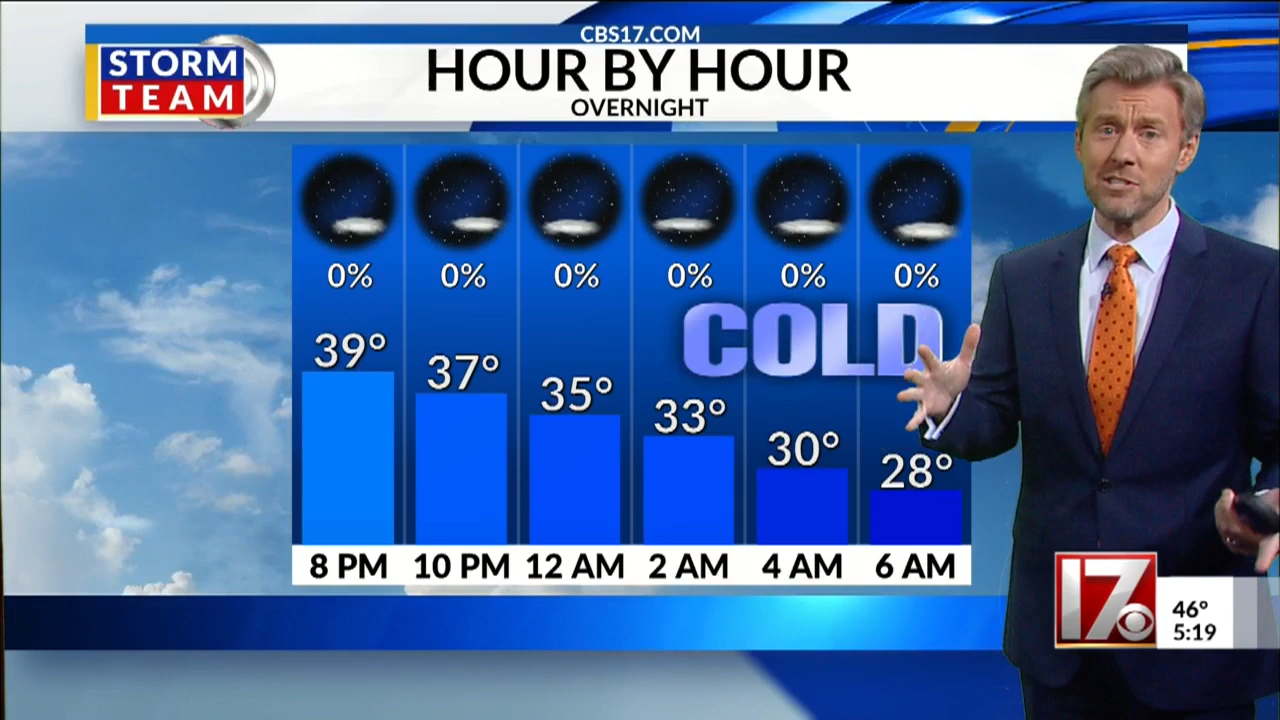 CBS17.COM
STORM
TEAM
HOUR BY HOUR
OVERNIGHT
0% 0% 0% 0% 0% 0%
COLD
39° 37° 35° 33° 30° 28°
8 PM 10 PM 12 AM 2 AM 4 AM 6 AM
17
46°
5:19